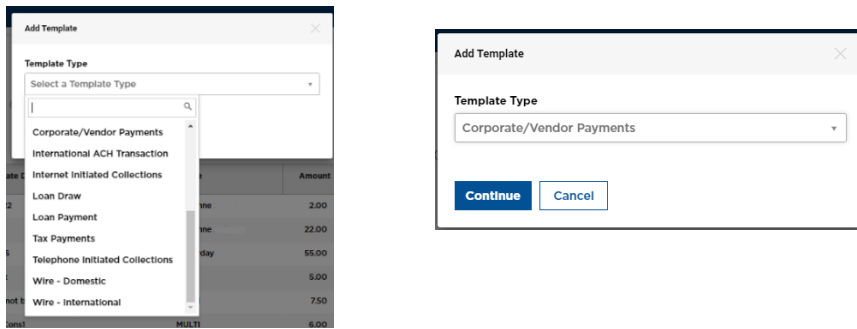 Add Template
Template Type
Select a Template Type
Corporate/Vendor Payments
International ACH Transaction
Internet Initiated Collections
Loan Draw
Loan Payment
Tax Payments
Telephone Initiated Collections
Wire - Domestic
Wire - International
Amount
2.00
22.00
55.00
5.00
7.50
MULTI
6.00
Add Template
Template Type
Corporate/Vendor Payments
Continue
Cancel